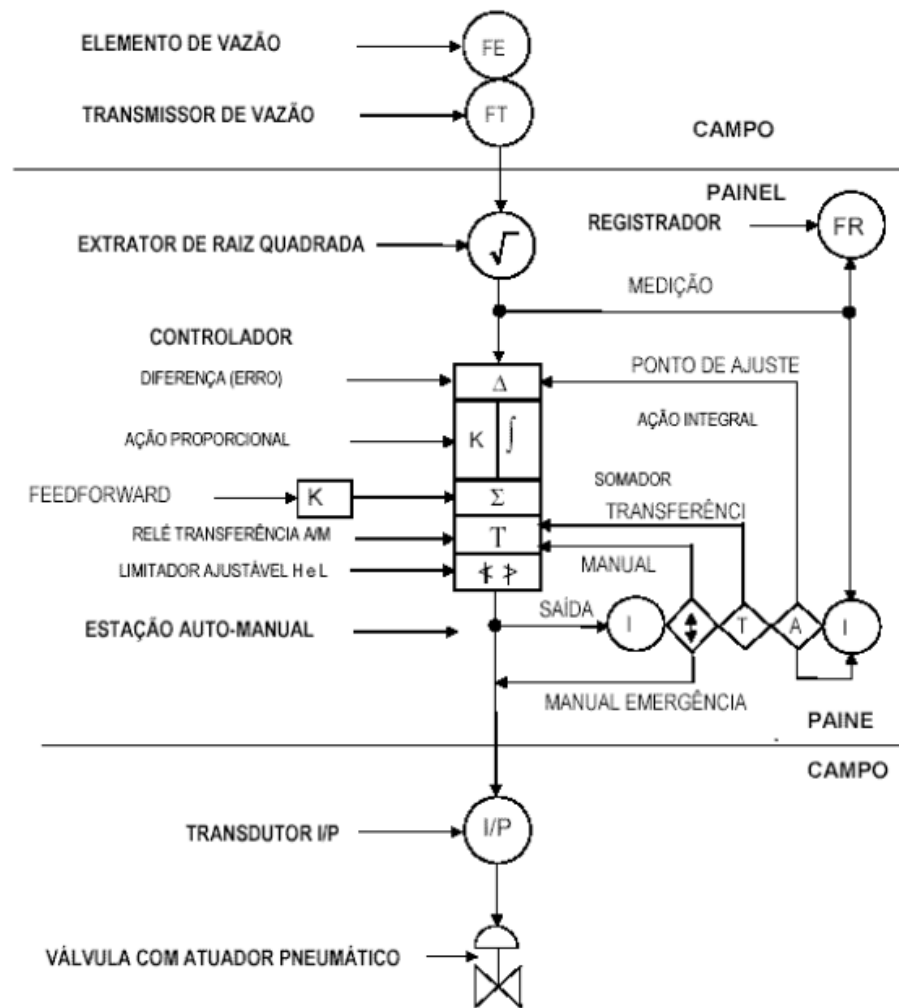 ELEMENTO DE VAZÃO
FE
TRANSMISSOR DE VAZÃO
FT
CAMPO
PAINEL
REGISTRADOR
FR
EXTRATOR DE RAIZ QUADRADA
√
MEDIÇÃO
CONTROLADOR
DIFERENÇA (ERRO)
Δ
PONTO DE AJUSTE
AÇÃO PROPORCIONAL
K
∫
AÇÃO INTEGRAL
FEEDFORWARD
K
Σ
SOMADOR
TRANSFERÊNCI
RELÉ TRANSFERÊNCIA A/M
T
MANUAL
LIMITADOR AJUSTÁVEL H e L
≮ ≯
SAÍDA
ESTAÇÃO AUTO-MANUAL
I
T
A
I
MANUAL EMERGÊNCIA
PAINE
CAMPO
TRANSDUTOR I/P
I/P
VÁLVULA COM ATUADOR PNEUMÁTICO